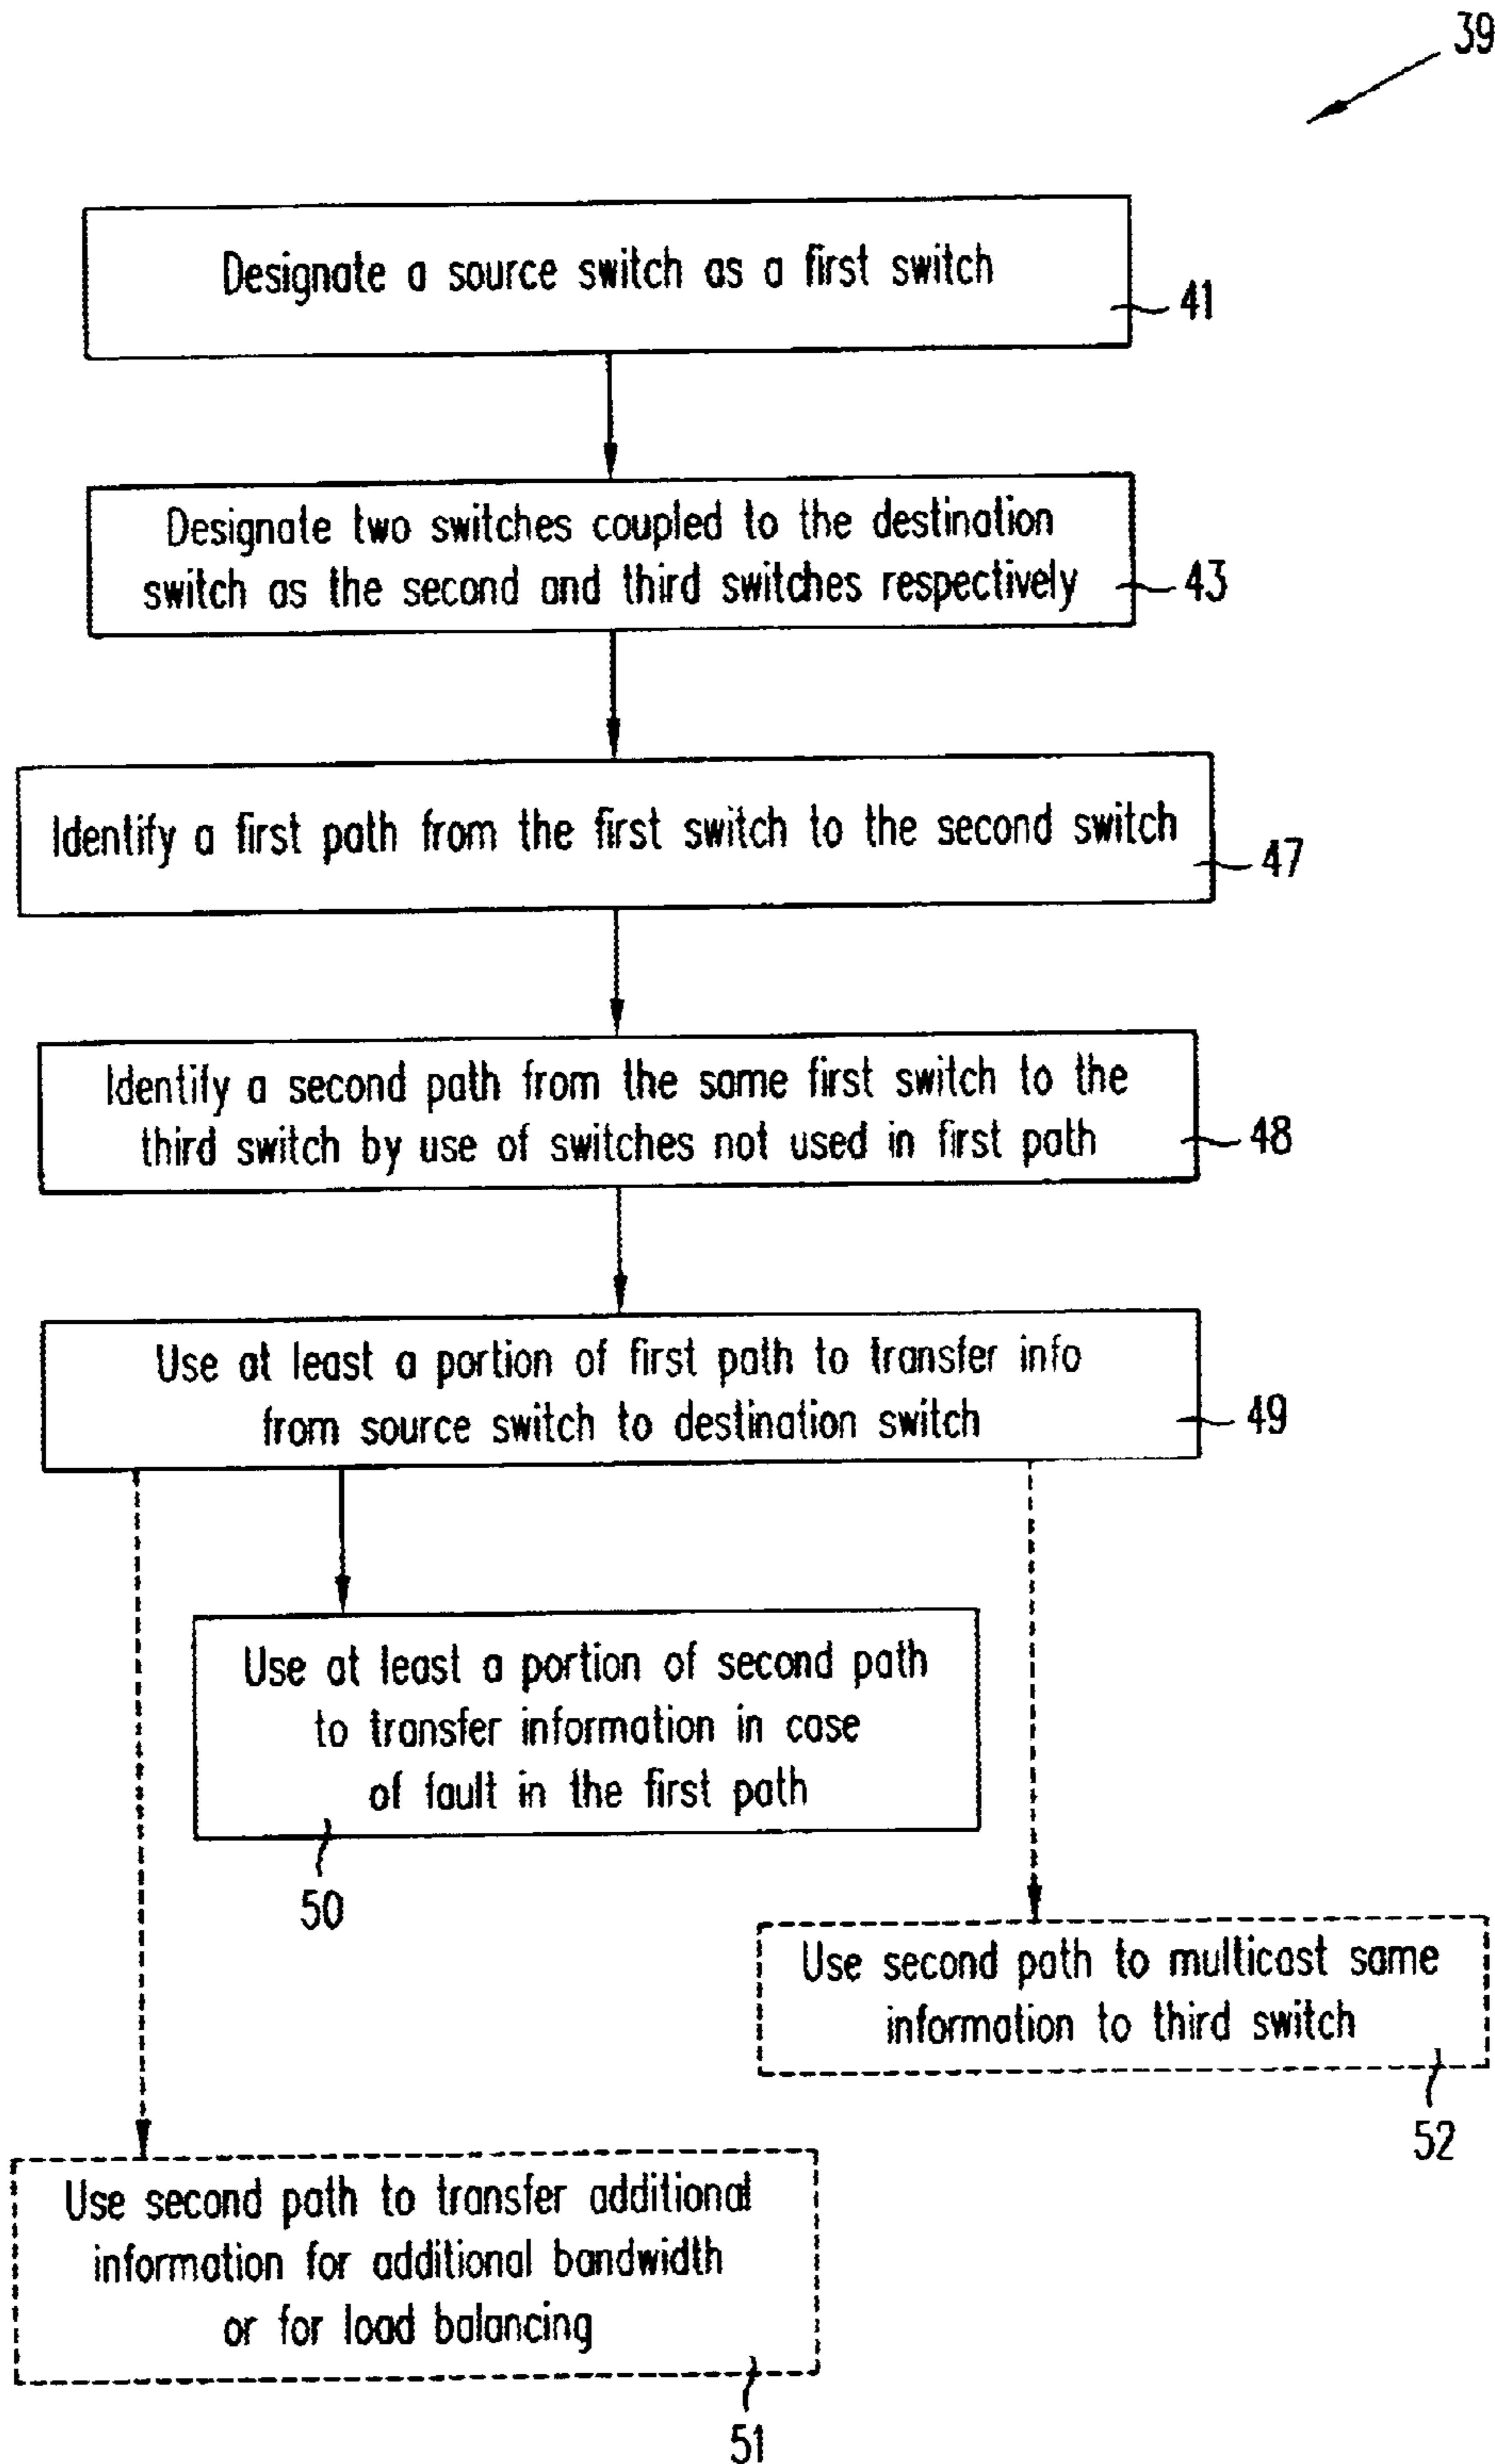 39
Designate a source switch as a first switch
41
Designate two switches coupled to the destination
switch as the second and third switches respectively
43
Identify a first path from the first switch to the second switch
47
Identify a second path from the same first switch to the
third switch by use of switches not used in first path
48
Use at least a portion of first path to transfer info
from source switch to destination switch
49
Use at least a portion of second path
to transfer information in case
of fault in the first path
50
Use second path to multicast same
information to third switch
52
Use second path to transfer additional
information for additional bandwidth
or for load balancing
51